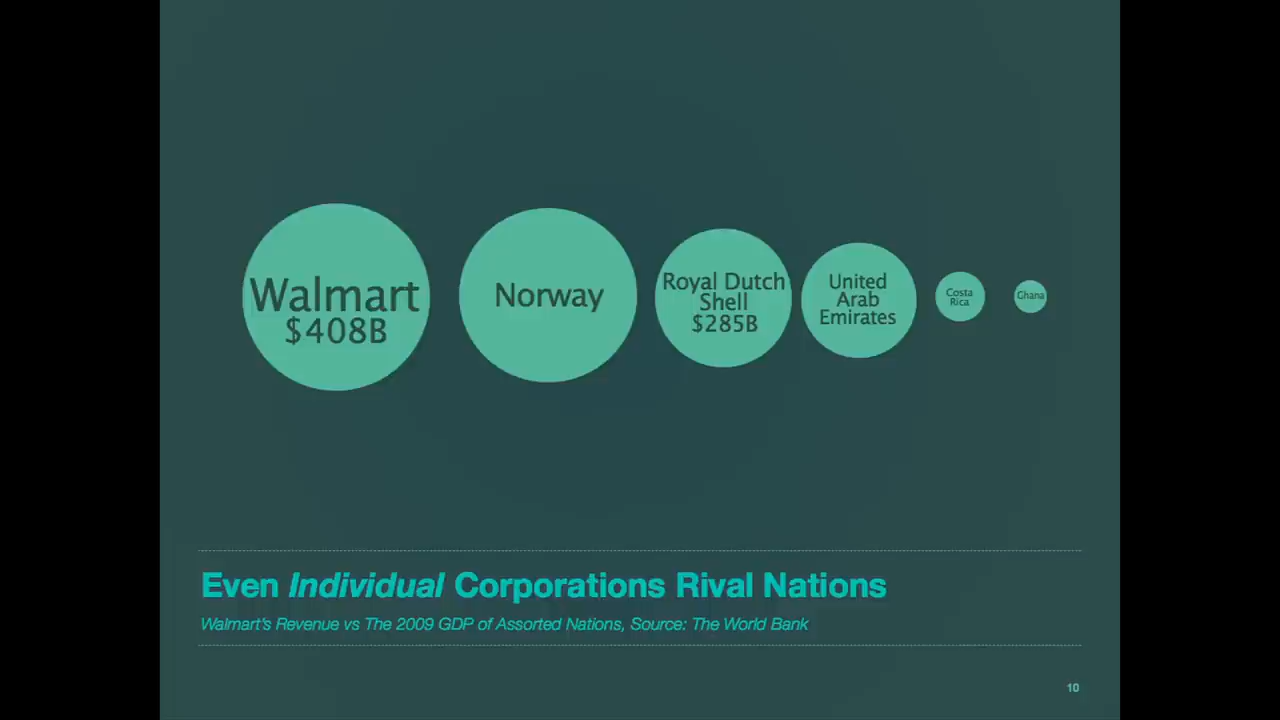 Walmart
$408B
Norway
Royal Dutch
Shell
$285B
United
Arab
Emirates
Costa
Rica
Ghana
Even Individual Corporations Rival Nations
Walmart's Revenue vs The 2009 GDP of Assorted Nations, Source: The World Bank
10